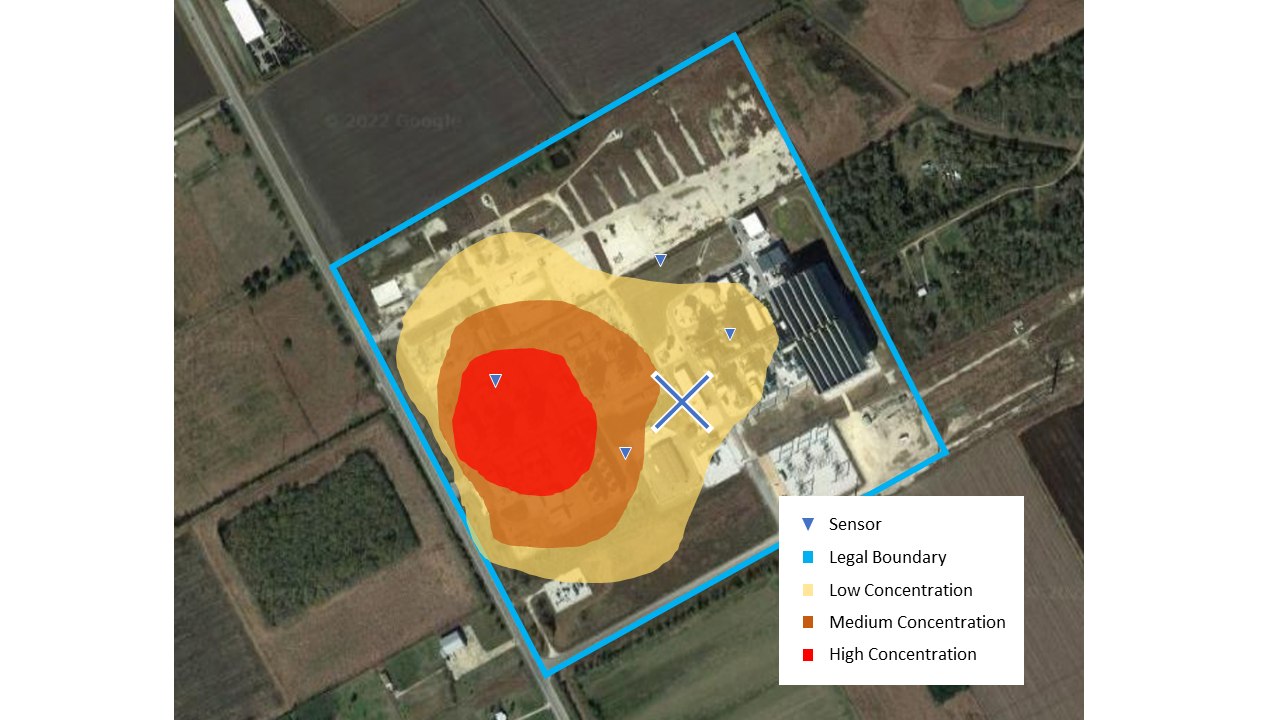 © 2022 Google
Sensor
Legal Boundary
Low Concentration
Medium Concentration
High Concentration